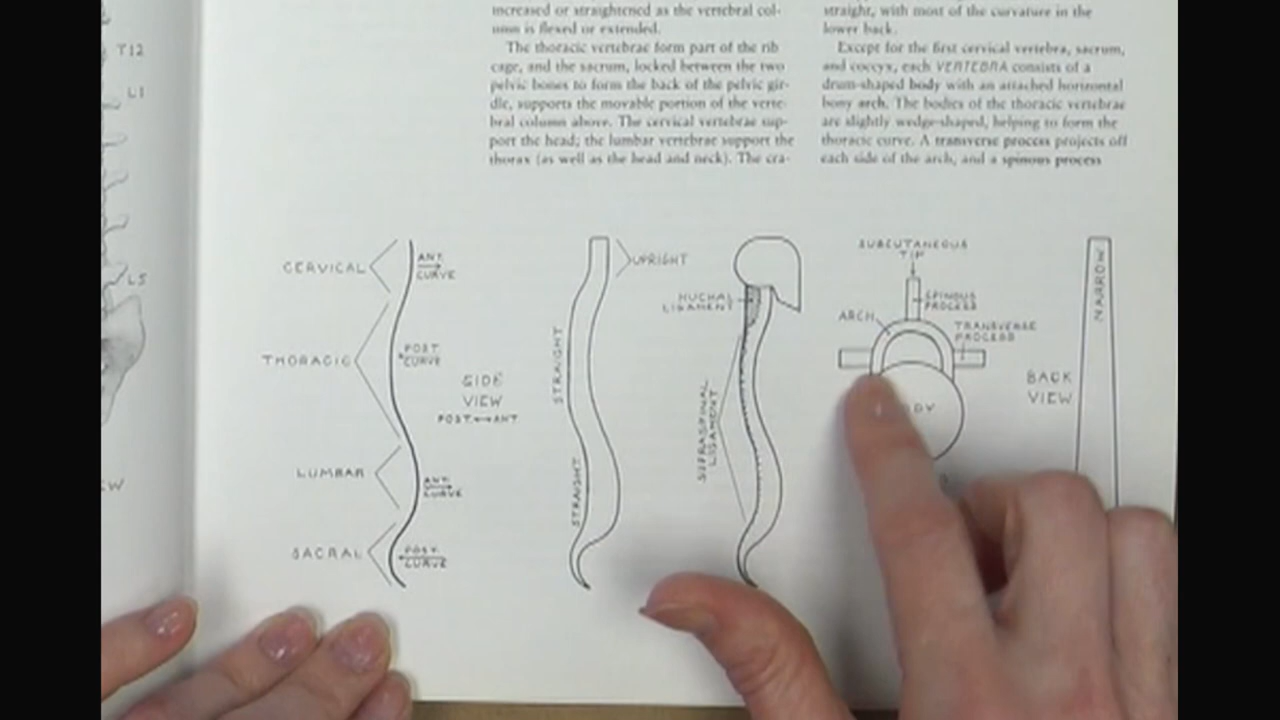 increased or straightened as the vertebral col-
umn is flexed or extended.
The thoracic vertebrae form part of the rib
cage, and the sacrum, locked between the two
pelvic bones to form the back of the pelvic gir-
dle, supports the movable portion of the verte-
bral column above. The cervical vertebrae sup-
port the head; the lumbar vertebrae support the
thorax (as well as the head and neck). The cra-
straight, with most of the curvature in the
lower back.
Except for the first cervical vertebra, sacrum,
and coccyx, each VERTEBRA consists of a
drum-shaped body with an attached horizontal
bony arch. The bodies of the thoracic vertebrae
are slightly wedge-shaped, helping to form the
thoracic curve. A transverse process projects off
each side of the arch, and a spinous process
T12
L1
L5
CERVICAL
ANT.
CURVE
THORACIC
POST.
CURVE
SIDE
VIEW
POST. ANT
LUMBAR
ANT.
CURVE
SACRAL
POST.
CURVE
UPRIGHT
STRAIGHT
STRAIGHT
NUCHAL
LIGAMENT
SUPRASPINAL
LIGAMENT
SUBCUTANEOUS
TIP
SPINOUS
PROCESS
ARCH
TRANSVERSE
PROCESS
NARROW
BACK
VIEW